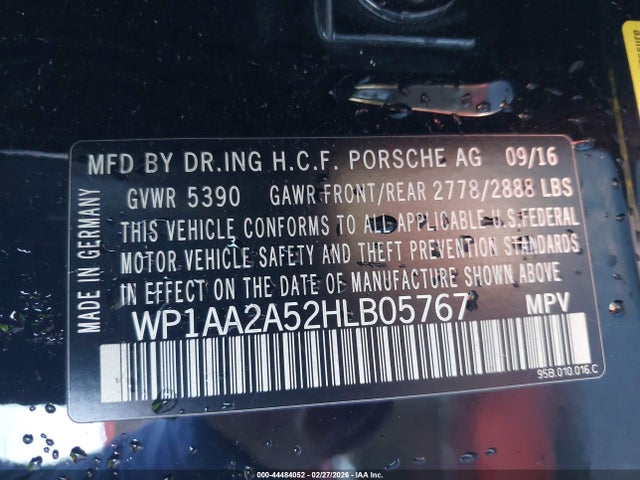 MFD BY DR.ING H.C.F. PORSCHE AG 09/16
GVWR 5390 GAWR FRONT/REAR 2778/2888 LBS
THIS VEHICLE CONFORMS TO ALL APPLICABLE U.S.FEDERAL
MOTOR VEHICLE SAFETY AND THEFT PREVENTION STANDARDS
IN EFFECT ON THE DATE OF MANUFACTURE SHOWN ABOVE
WP1AA2A52HLB05767 MPV
MADE IN GERMANY
95B.010.016.C
000-44484052 | 02/27/2026 - IAA Inc.